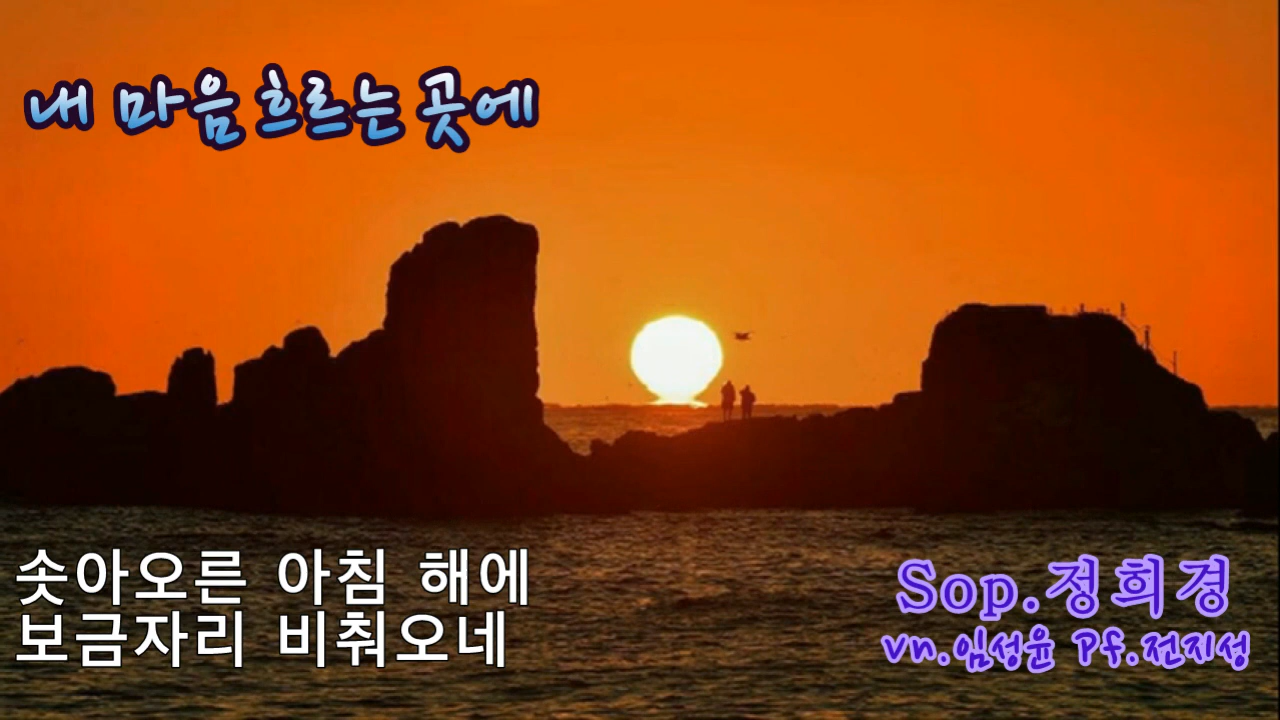 내 마음 흐르는 곳에
솟아오른 아침 해에
보금자리 비춰오네
Sop.정희경
vn.임성윤 Pf.전지성